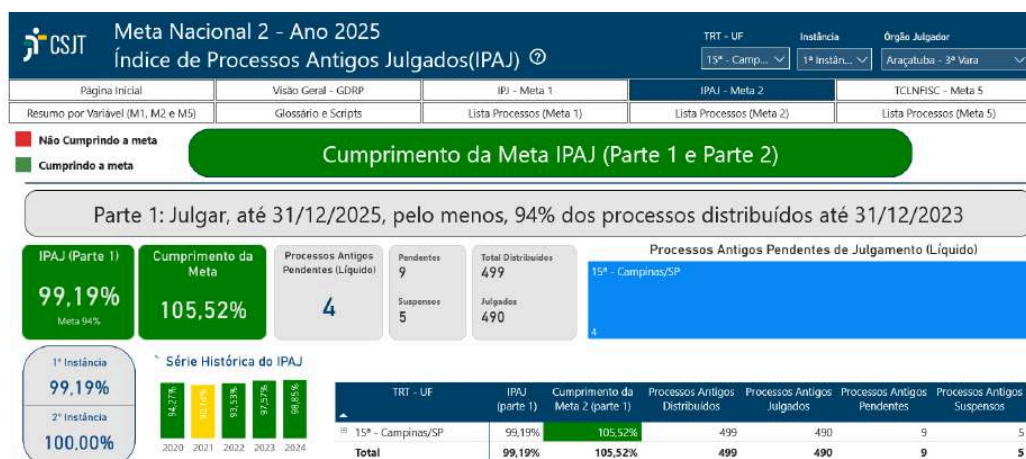 CSJT
Meta Nacional 2 - Ano 2025
Índice de Processos Antigos Julgados(IPAJ) ?
TRT - UF
Instância
Órgão Julgador
15ª - Camp...
1ª Instân...
Araçatuba - 3ª Vara
Página Inicial
Visão Geral - GDRP
IPJ - Meta 1
IPAJ - Meta 2
TCLNFISC - Meta 5
Resumo por Variável (M1, M2 e M5)
Glossário e Scripts
Lista Processos (Meta 1)
Lista Processos (Meta 2)
Lista Processos (Meta 5)
Não Cumprindo a meta
Cumprindo a meta
Cumprimento da Meta IPAJ (Parte 1 e Parte 2)
Parte 1: Julgar, até 31/12/2025, pelo menos, 94% dos processos distribuídos até 31/12/2023
IPAJ (Parte 1)
99,19%
Meta 94%
Cumprimento da
Meta
105,52%
Processos Antigos
Pendentes (Líquido)
4
Pendentes
9
Suspensos
5
Total Distribuídos
499
Julgados
490
Processos Antigos Pendentes de Julgamento (Líquido)
15ª - Campinas/SP
4
1ª Instância
99,19%
2ª Instância
100,00%
Série Histórica do IPAJ
94,27%
93,53%
97,57%
98,85%
2020 2021 2022 2023 2024
TRT - UF
IPAJ
(parte 1)
Cumprimento da
Meta 2 (parte 1)
Processos Antigos
Distribuídos
Processos Antigos
Julgados
Processos Antigos
Pendentes
Processos Antigos
Suspensos
15ª - Campinas/SP 99,19% 105,52% 499 490 9 5
Total 99,19% 105,52% 499 490 9 5